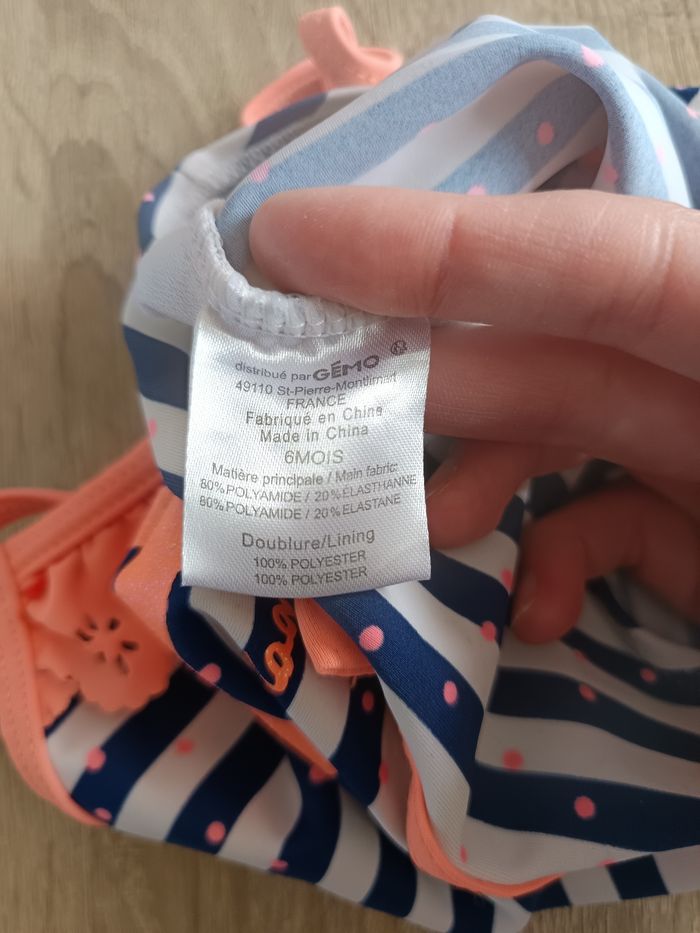 distribué par GÉMO ®
49110 St-Pierre-Montlimart
FRANCE
Fabriqué en Chine
Made in China
6MOIS
Matière principale / Main fabric:
80% POLYAMIDE / 20% ÉLASTHANNE
80% POLYAMIDE / 20% ELASTANE
Doublure/Lining
100% POLYESTER
100% POLYESTER